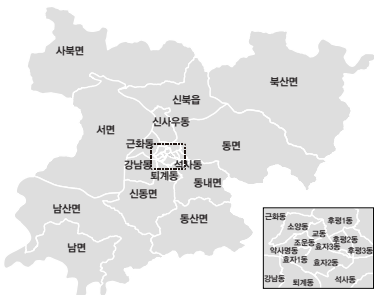 사북면
북산면
신북읍
신사우동
서면
동면
근화동
강남동
석사동
퇴계동
동내면
신동면
남산면
동산면
남면
근화동
후평1동
소양동
교동
후평2동
조운동
효자3동
약사명동
후평3동
효자1동
효자2동
강남동
퇴계동
석사동